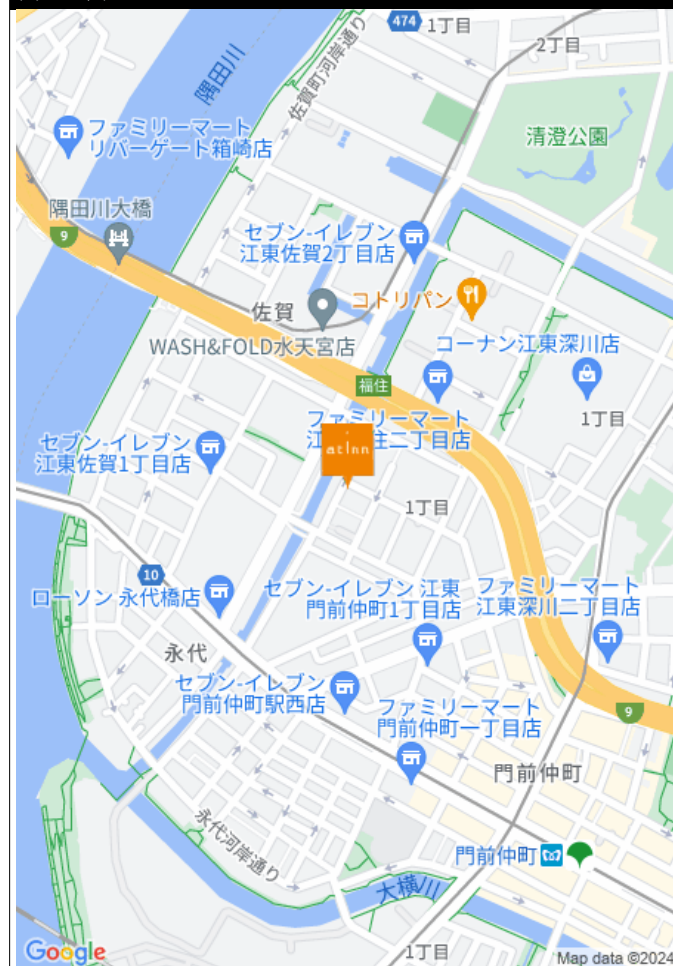 474
1丁目
2丁目
隅田川
佐賀町河岸通り
ファミリーマート
リバーゲート箱崎店
清澄公園
隅田川大橋
9
セブン-イレブン
江東佐賀2丁目店
コトリパン
佐賀
WASH&FOLD水天宮店
コーナン江東深川店
福住
ファミリーマート
江
住二丁目店
atinn
1丁目
セブン-イレブン
江東佐賀1丁目店
1丁目
10
ローソン 永代橋店
セブン-イレブン 江東
門前仲町1丁目店
ファミリーマート
江東深川二丁目店
永代
セブン-イレブン
門前仲町駅西店
ファミリーマート
門前仲町一丁目店
9
門前仲町
永代河岸通り
門前仲町
大横川
Google
1丁目
Map data ©2024